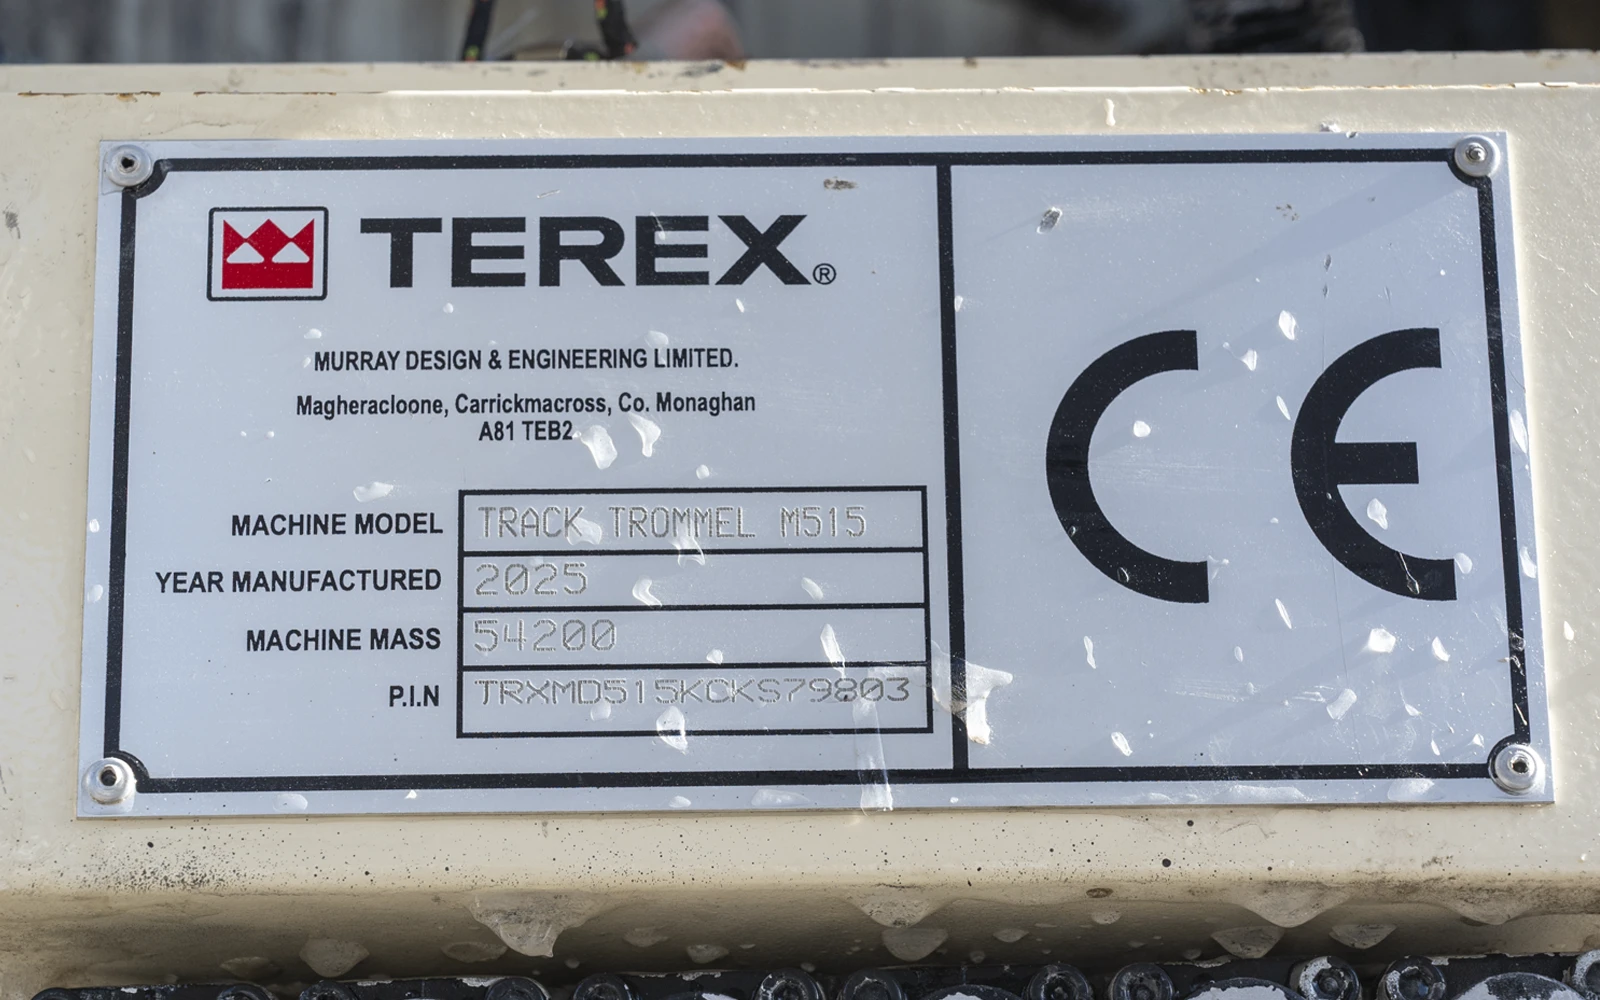 TEREX®
MURRAY DESIGN & ENGINEERING LIMITED.
Magheracloone, Carrickmacross, Co. Monaghan
A81 TEB2
MACHINE MODEL TRACK TROMMEL M515
YEAR MANUFACTURED 2025
MACHINE MASS 54200
P.I.N TRXMD515KCKS79803
CE